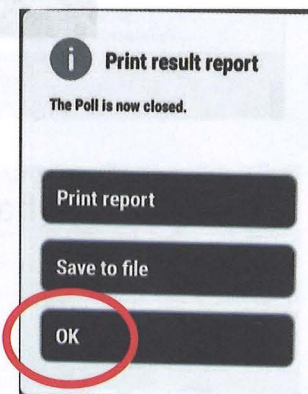 Print result report
The Poll is now closed.
Print report
Save to file
OK